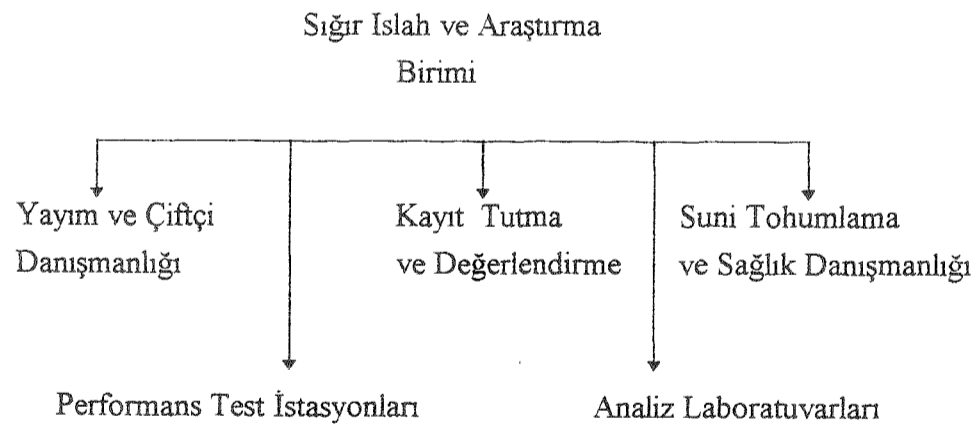 Sığır Islah ve Araştırma
Birimi
Yayım ve Çiftçi
Danışmanlığı
Kayıt Tutma
ve Değerlendirme
Suni Tohumlama
ve Sağlık Danışmanlığı
Performans Test İstasyonları
Analiz Laboratuvarları